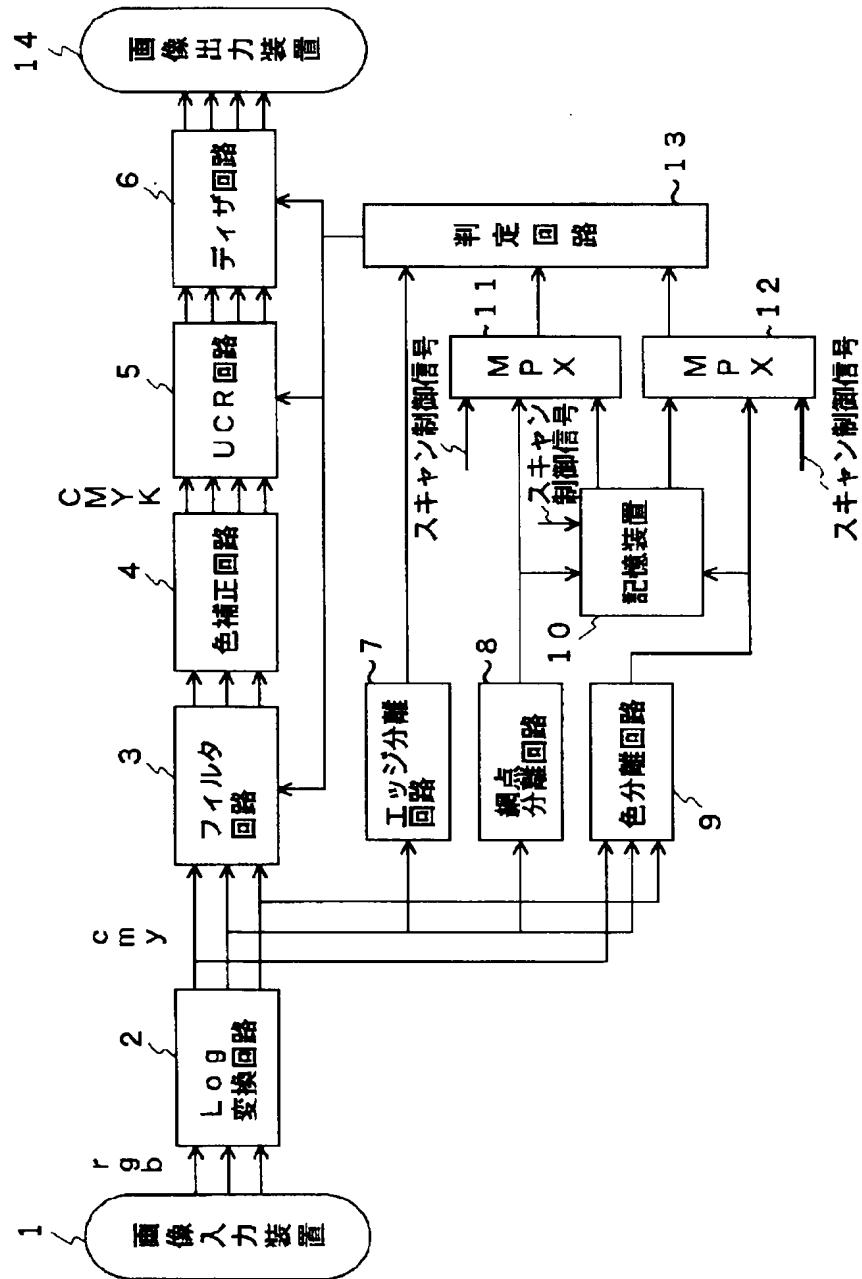 1
画像入力装置
r
g
b
2
Log
変換回路
c
m
y
3
フィルタ
回路
4
色補正回路
C
M
Y
K
5
UCR回路
6
ディザ回路
14
画像出力装置
7
エッジ分離
回路
8
網点
分離回路
9
色分離回路
10
記憶装置
スキャン
制御信号
スキャン制御信号
11
MPX
12
MPX
スキャン制御信号
13
判定回路